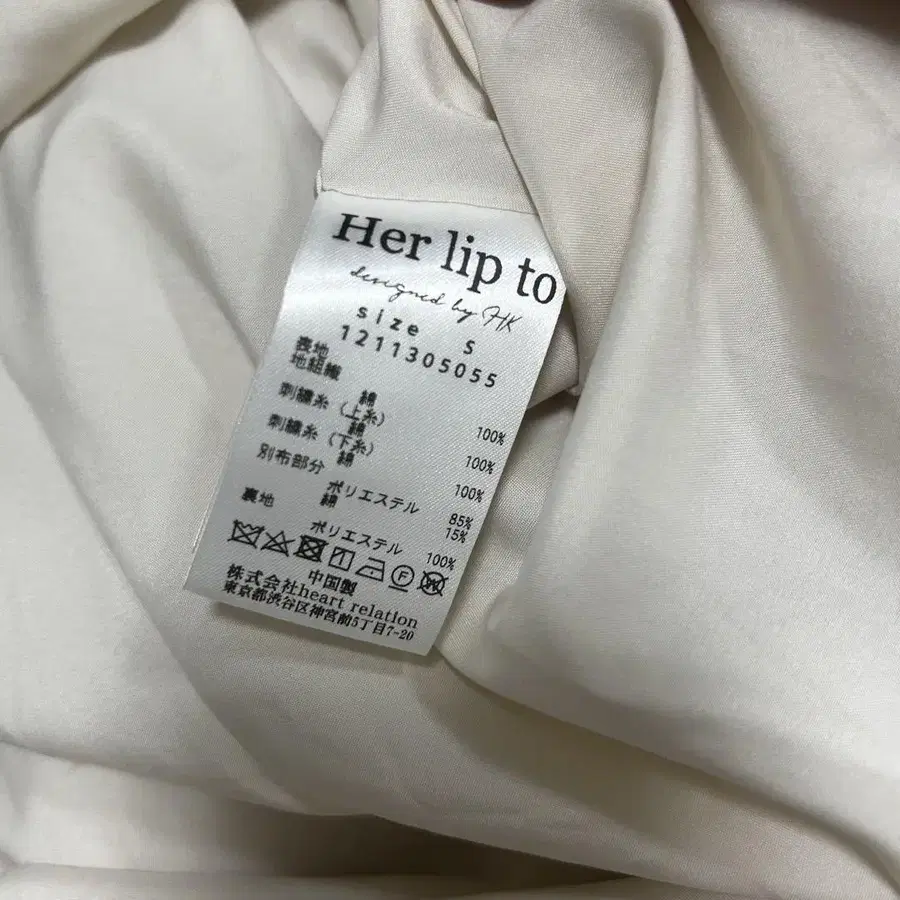 Her lip to
designed by HK
size S
1211305055
表地
地組織
綿 100%
刺繍糸(上糸)
綿 100%
刺繍糸(下糸)
綿 100%
別布部分
ポリエステル 85%
綿 15%
裏地
ポリエステル 100%
F
中国製
株式会社heart relation
東京都渋谷区神宮前5丁目7-20